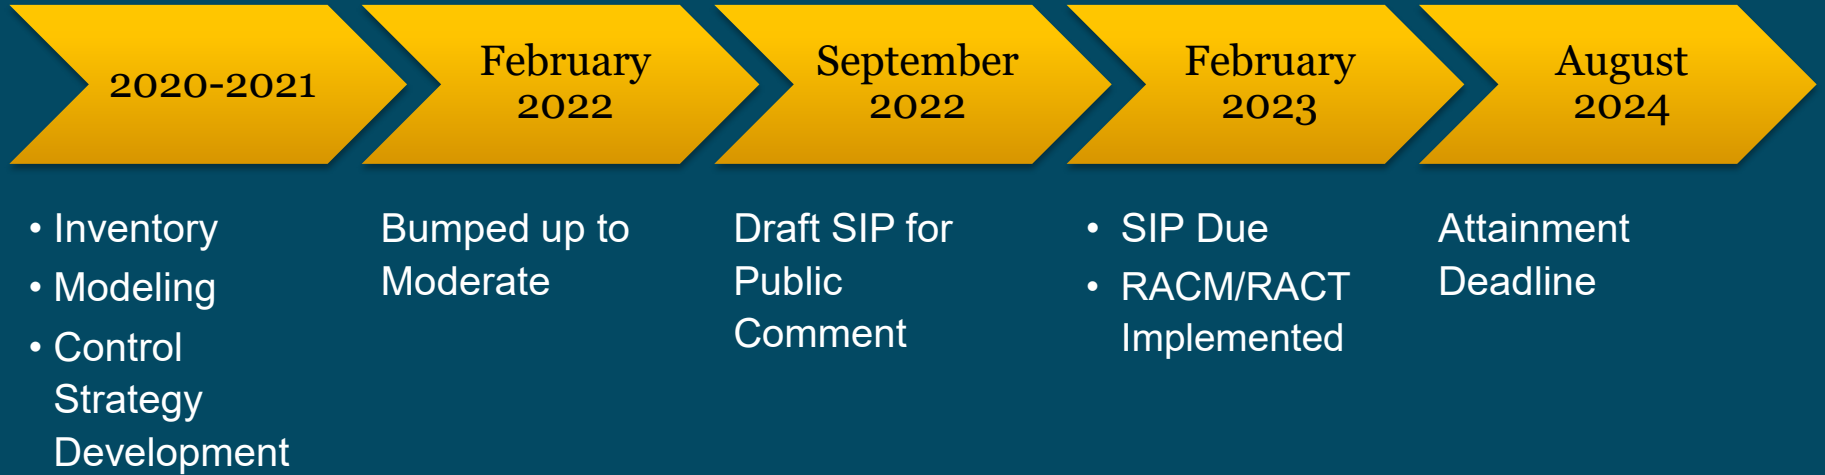 2020-2021
February
2022
September
2022
February
2023
August
2024
• Inventory
• Modeling
• Control
Strategy
Development
Bumped up to
Moderate
Draft SIP for
Public
Comment
• SIP Due
• RACM/RACT
Implemented
Attainment
Deadline